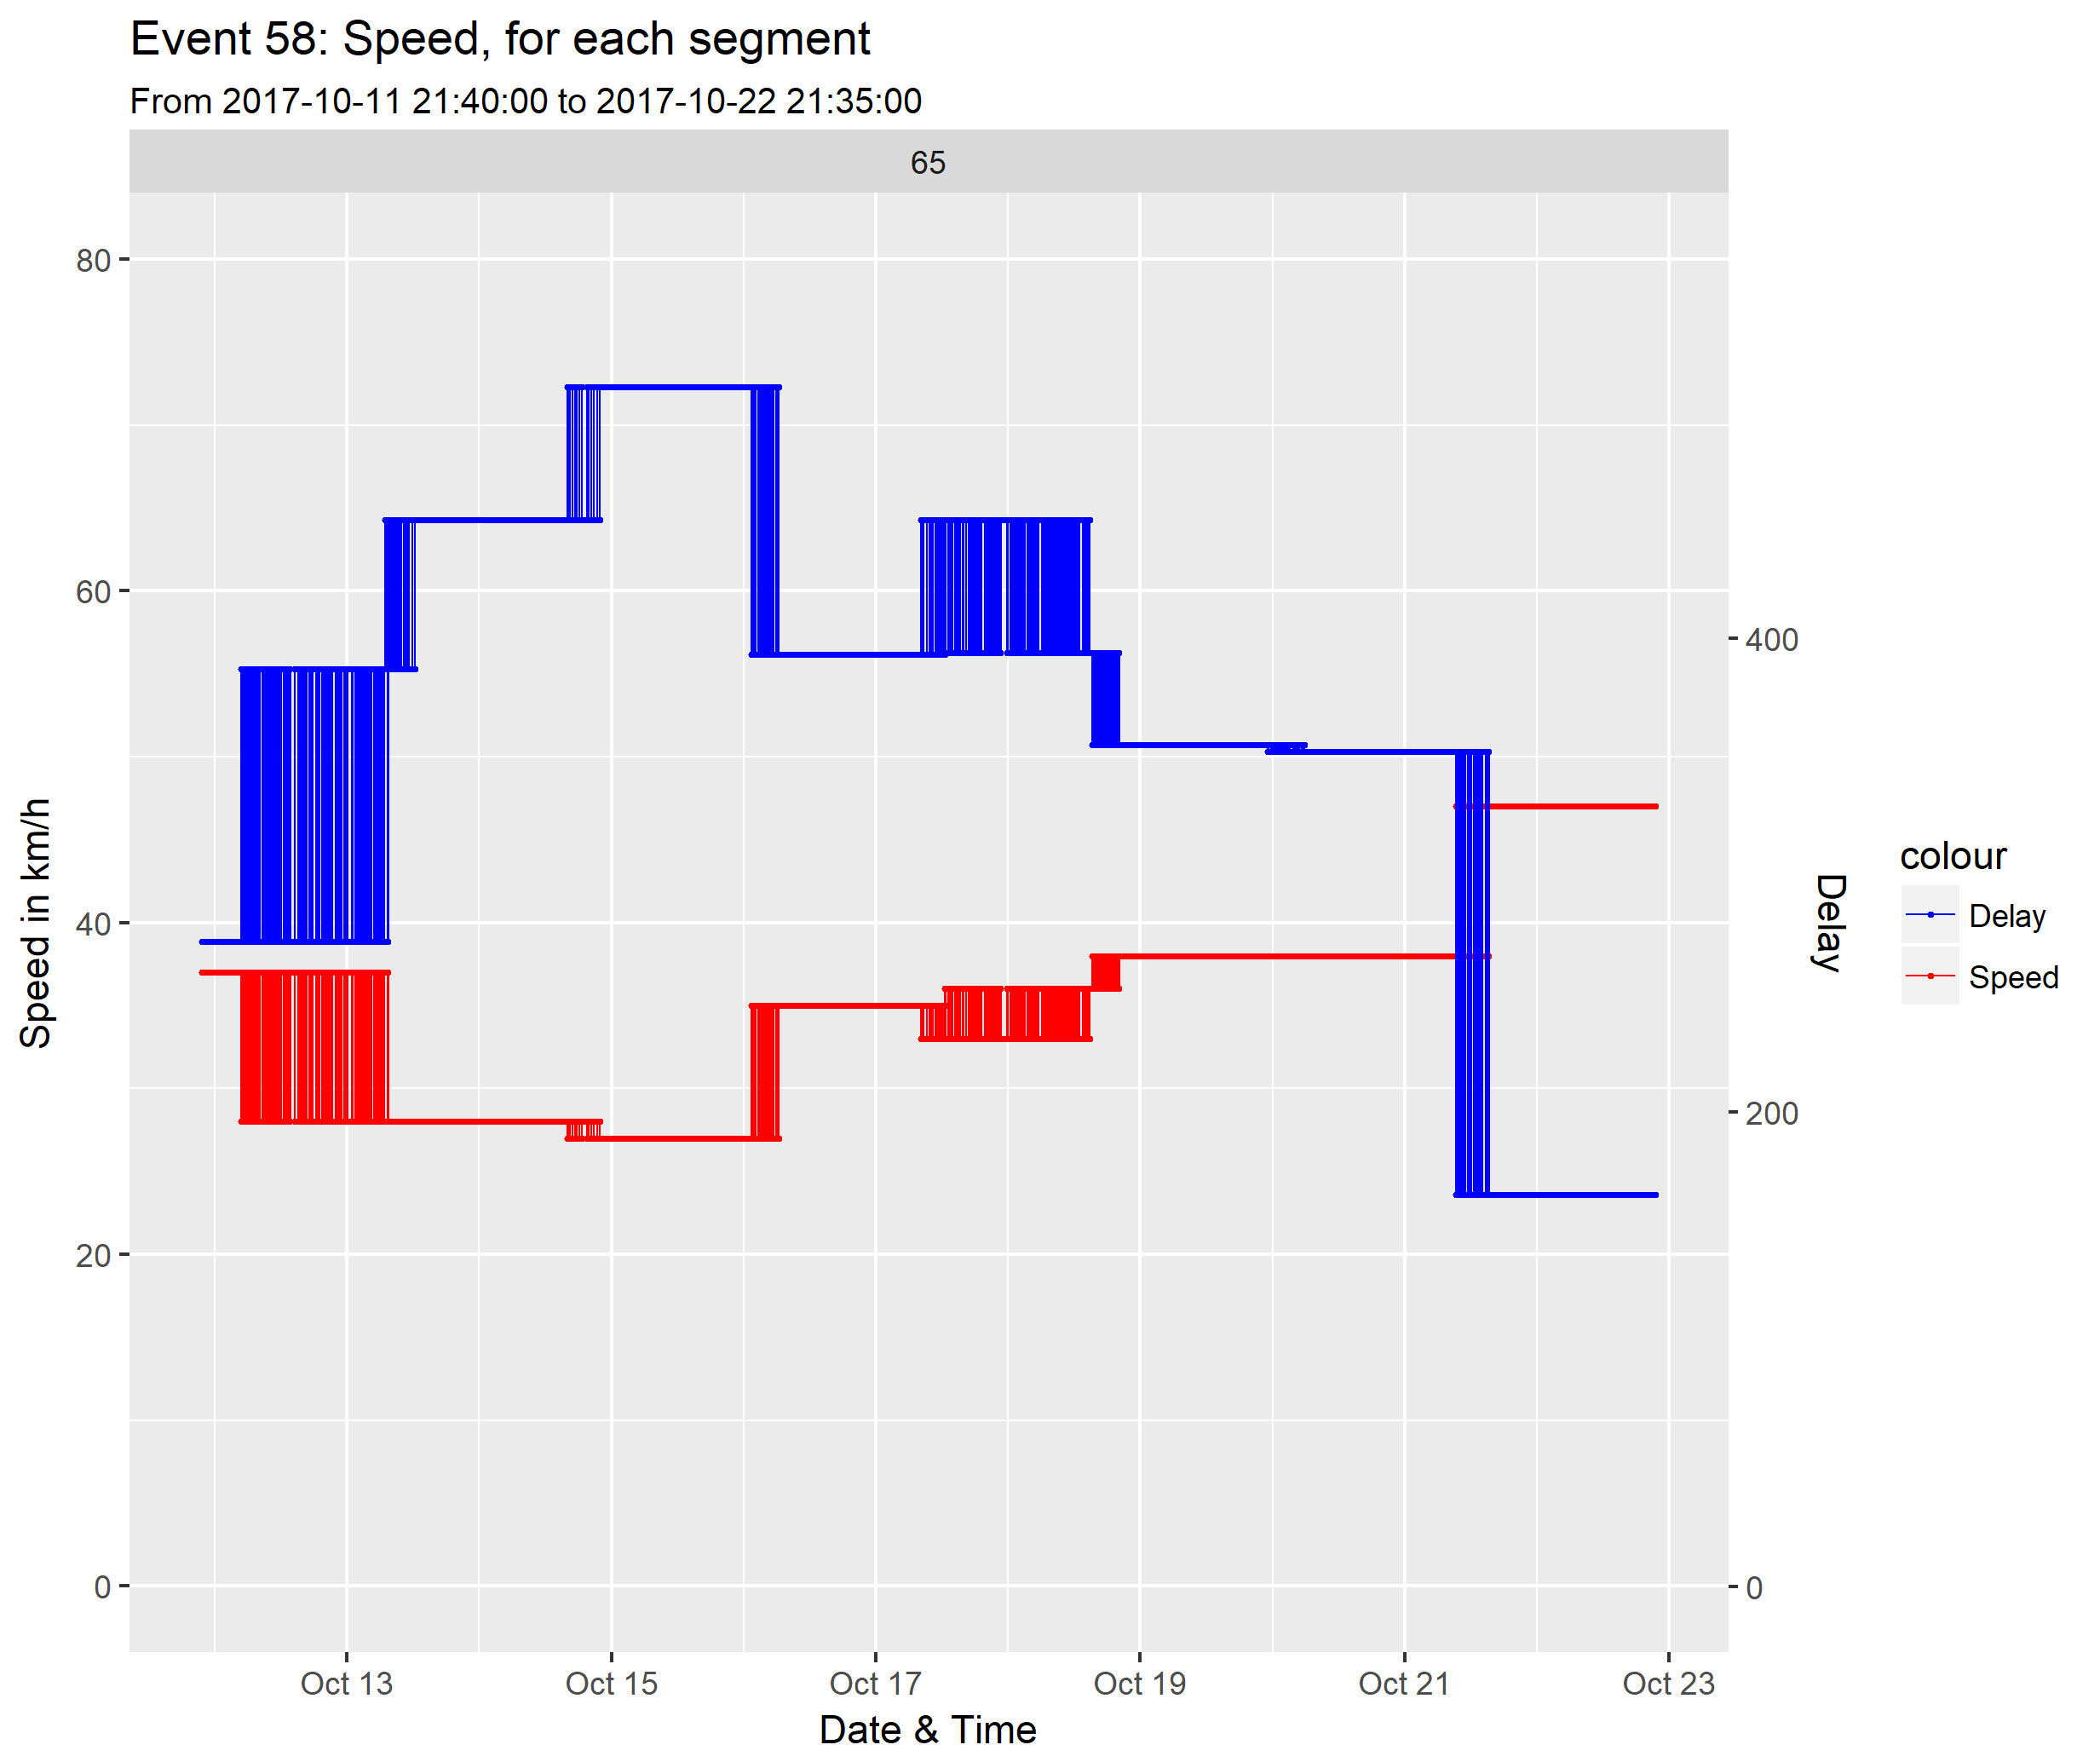 Event 58: Speed, for each segment
From 2017-10-11 21:40:00 to 2017-10-22 21:35:00
65
80
60
40
20
0
Speed in km/h
400
200
0
Delay
colour
Delay
Speed
Oct 13
Oct 15
Oct 17
Oct 19
Oct 21
Oct 23
Date & Time